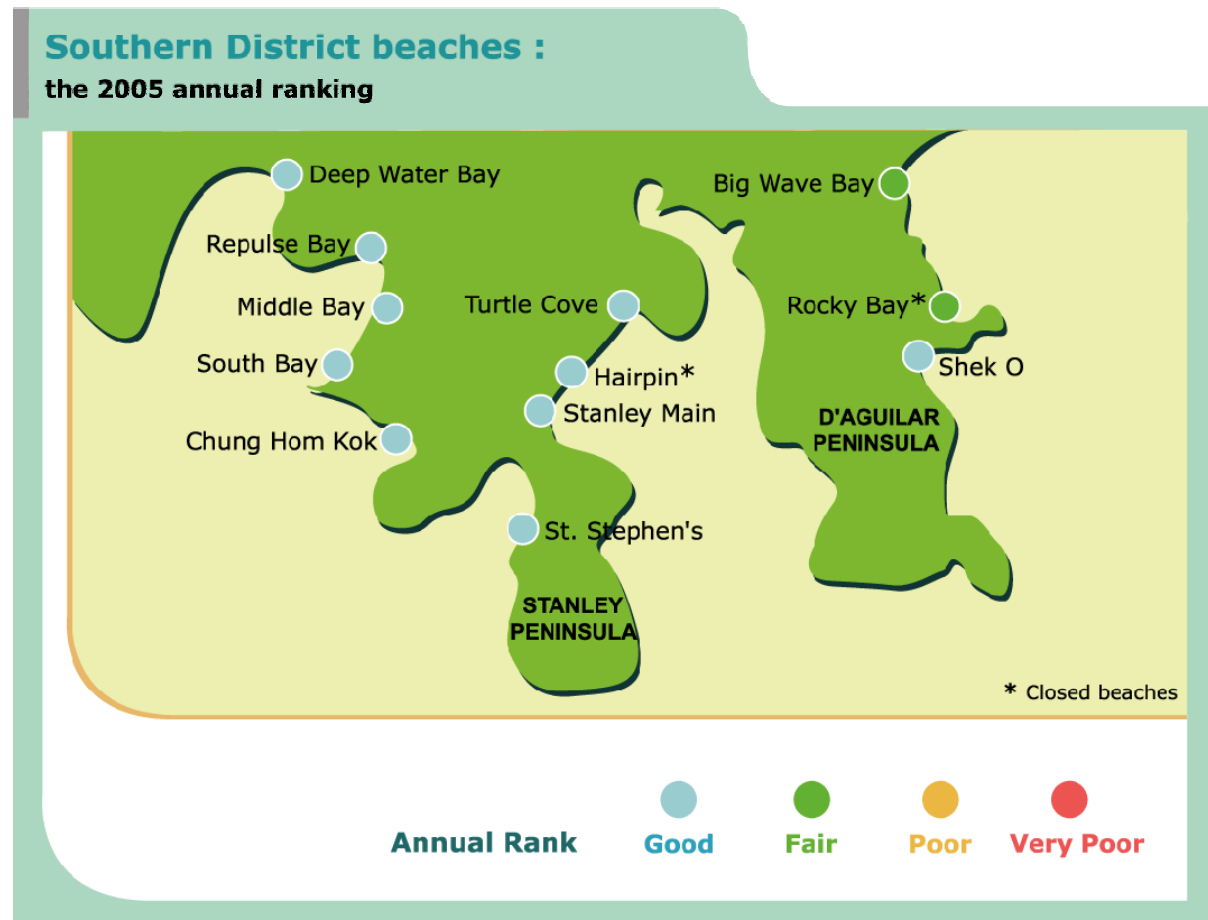 Southern District beaches :
the 2005 annual ranking
Deep Water Bay
Big Wave Bay
Repulse Bay
Middle Bay
Turtle Cove
Rocky Bay*
South Bay
Hairpin*
Shek O
Stanley Main
D'AGUILAR
PENINSULA
Chung Hom Kok
St. Stephen's
STANLEY
PENINSULA
* Closed beaches
Annual Rank
Good
Fair
Poor
Very Poor